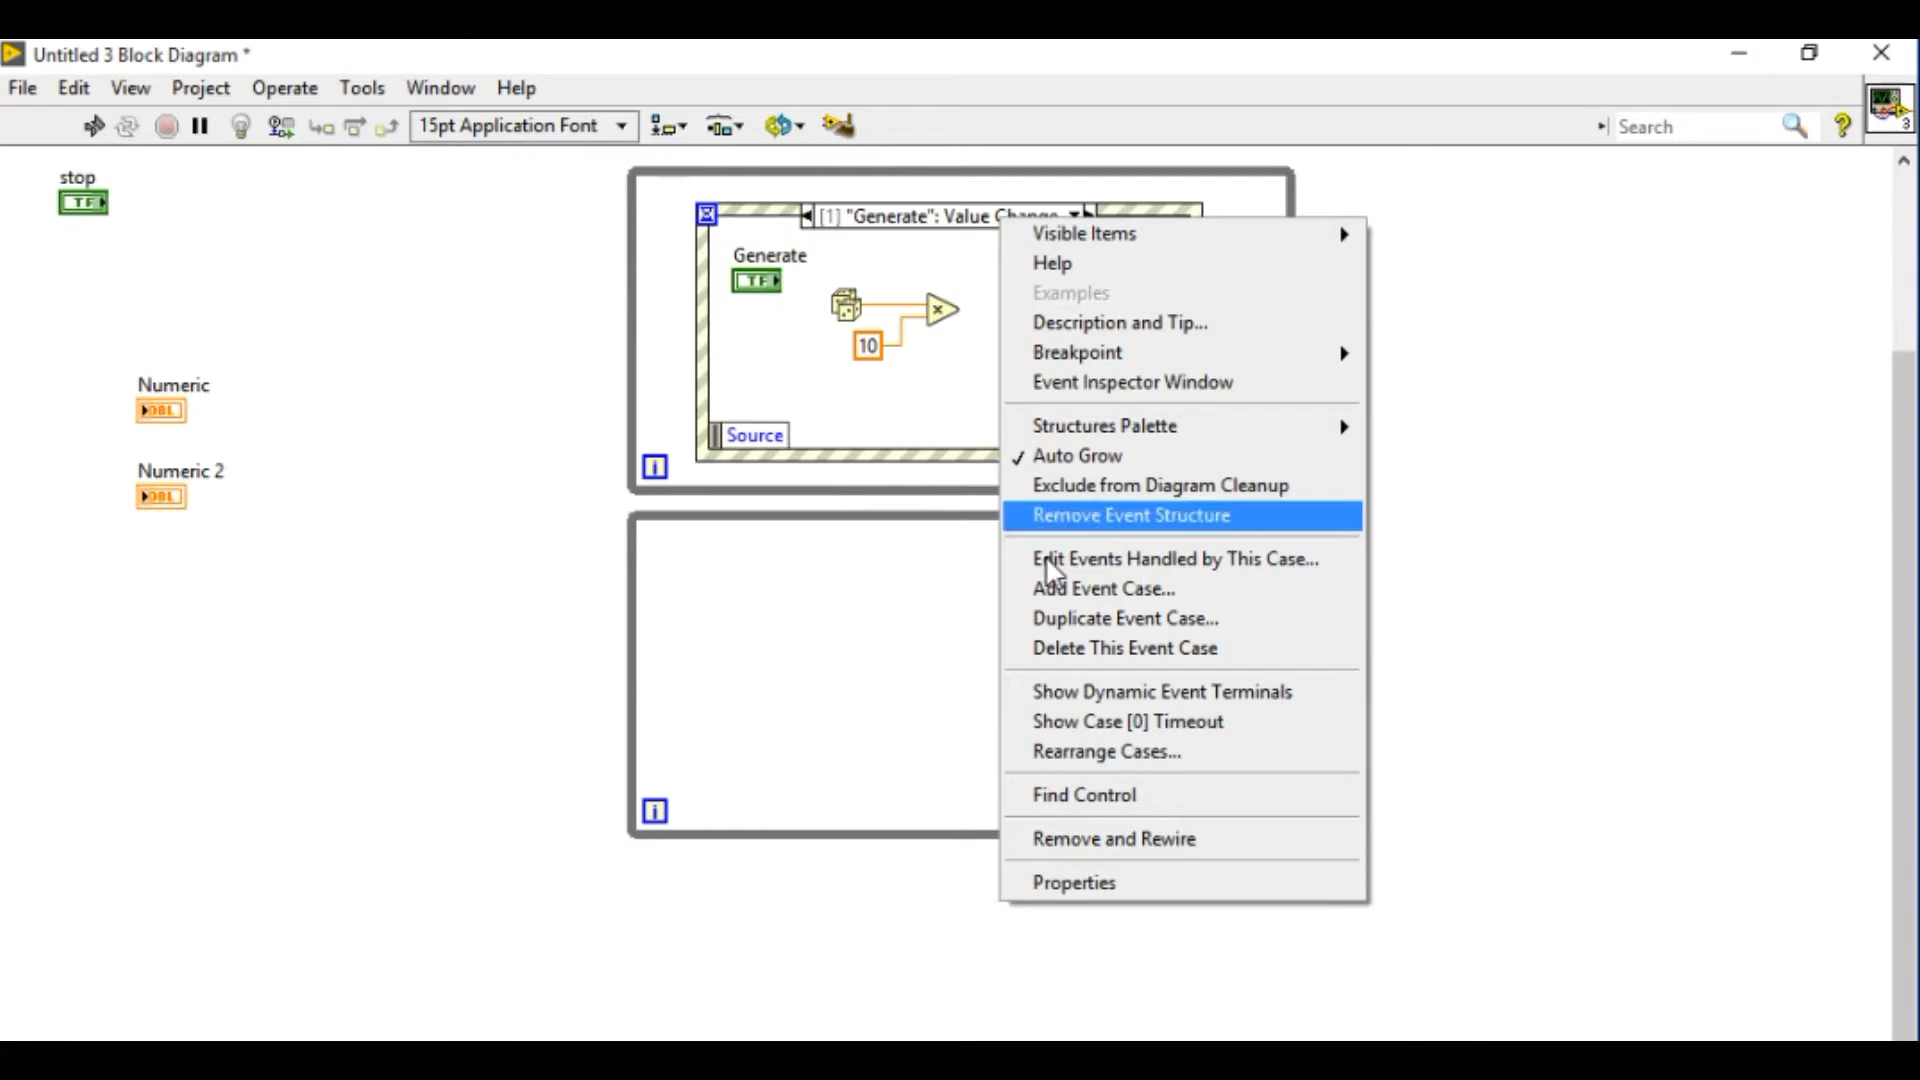 Untitled 3 Block Diagram *
File Edit View Project Operate Tools Window Help
15pt Application Font
Search
3
stop
TF
[1] "Generate": Value Change
Generate
TF
10
Source
i
Numeric
DBL
Numeric 2
DBL
i
Visible Items
Help
Examples
Description and Tip...
Breakpoint
Event Inspector Window
Structures Palette
Auto Grow
Exclude from Diagram Cleanup
Remove Event Structure
Edit Events Handled by This Case...
Add Event Case...
Duplicate Event Case...
Delete This Event Case
Show Dynamic Event Terminals
Show Case [0] Timeout
Rearrange Cases...
Find Control
Remove and Rewire
Properties